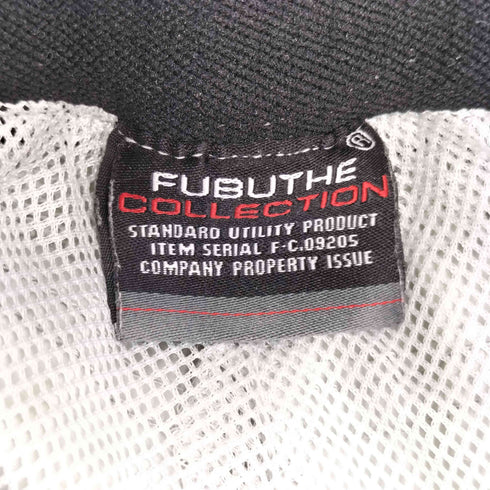 ®
FUBUTHE
COLLECTION
STANDARD UTILITY PRODUCT
ITEM SERIAL F-C.09205
COMPANY PROPERTY ISSUE